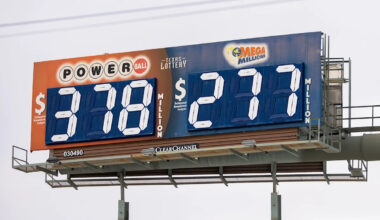 POWERBALL
TEXAS LOTTERY
MEGA MILLIONS
$ 378 MILLION
$ 277 MILLION
030490
CLEAR CHANNEL